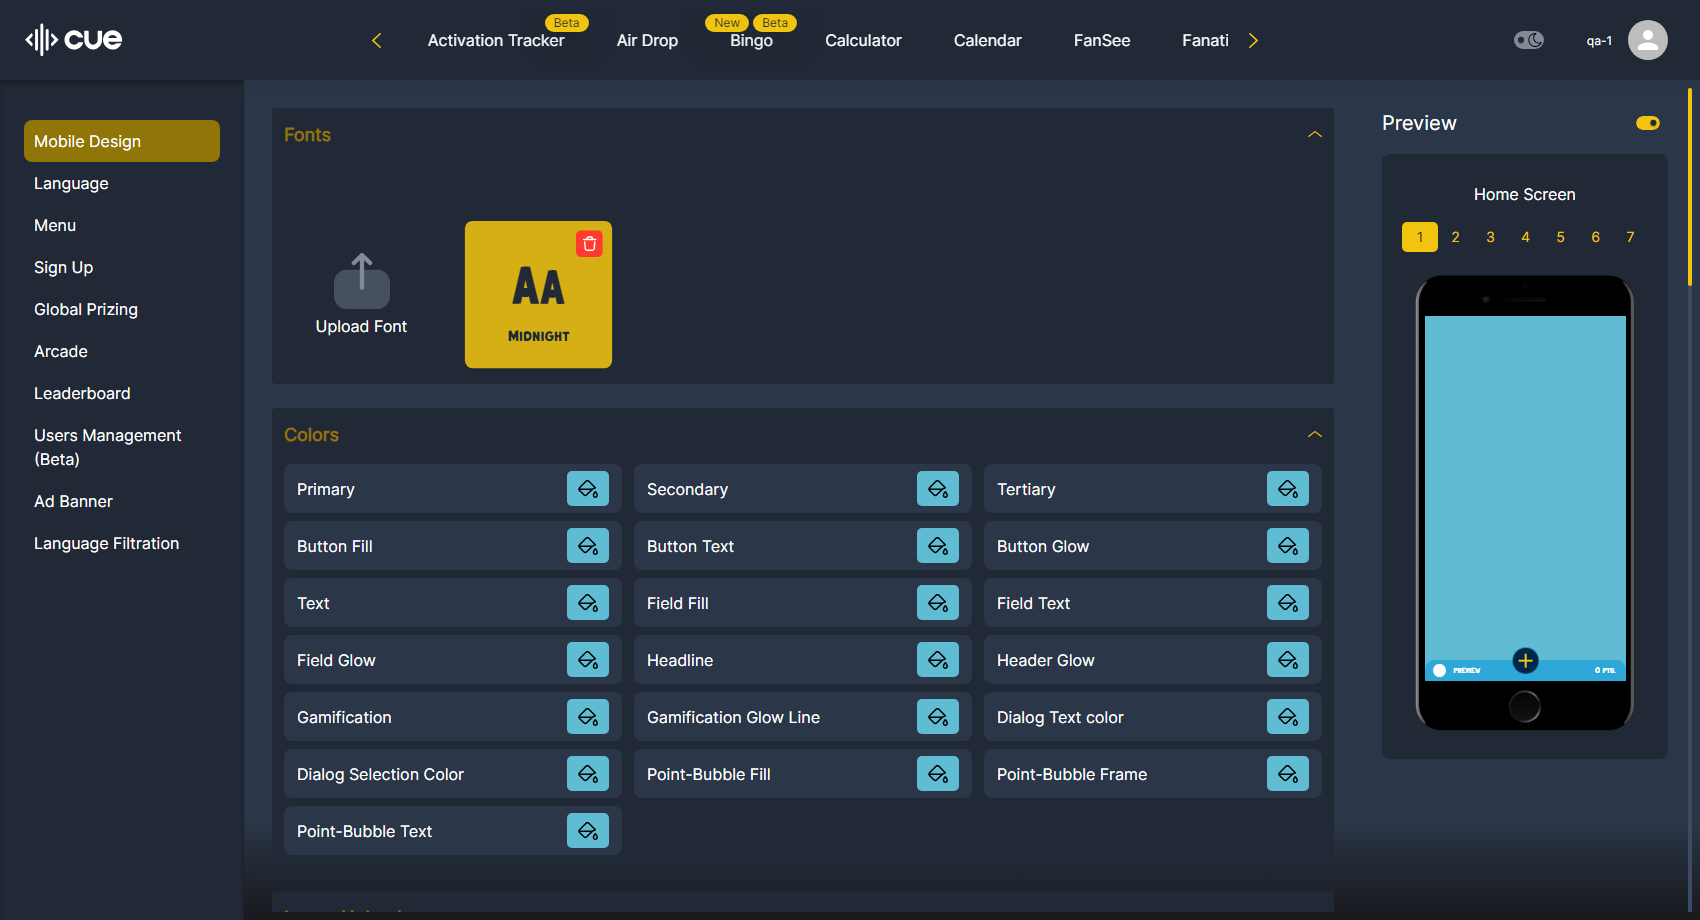 cue
Activation Tracker
Beta
Air Drop
New
Beta
Bingo
Calculator
Calendar
FanSee
Fanati
qa-1
Mobile Design
Language
Menu
Sign Up
Global Prizing
Arcade
Leaderboard
Users Management
(Beta)
Ad Banner
Language Filtration
Fonts
Upload Font
AA
MIDNIGHT
Colors
Primary
Secondary
Tertiary
Button Fill
Button Text
Button Glow
Text
Field Fill
Field Text
Field Glow
Headline
Header Glow
Gamification
Gamification Glow Line
Dialog Text color
Dialog Selection Color
Point-Bubble Fill
Point-Bubble Frame
Point-Bubble Text
Preview
Home Screen
1 2 3 4 5 6 7
PREVIEW
0 PTS.